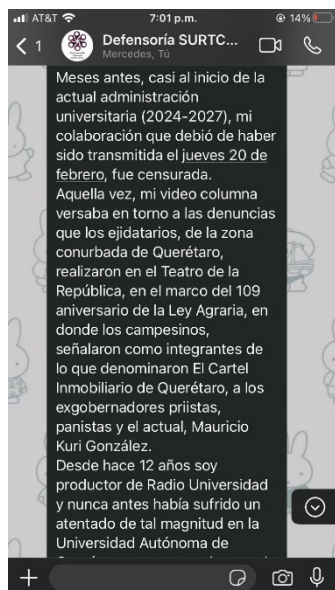 AT&T
7:01 p.m.
14%
1
Defensoría SURTC...
Mercedes, Tú
Meses antes, casi al inicio de la
actual administración
universitaria (2024-2027), mi
colaboración que debió de haber
sido transmitida el jueves 20 de
febrero, fue censurada.
Aquella vez, mi video columna
versaba en torno a las denuncias
que los ejidatarios, de la zona
conurbada de Querétaro,
realizaron en el Teatro de la
República, en el marco del 109
aniversario de la Ley Agraria, en
donde los campesinos,
señalaron como integrantes de
lo que denominaron El Cartel
Inmobiliario de Querétaro, a los
exgobernadores priistas,
panistas y el actual, Mauricio
Kuri González.
Desde hace 12 años soy
productor de Radio Universidad
y nunca antes había sufrido un
atentado de tal magnitud en la
Universidad Autónoma de